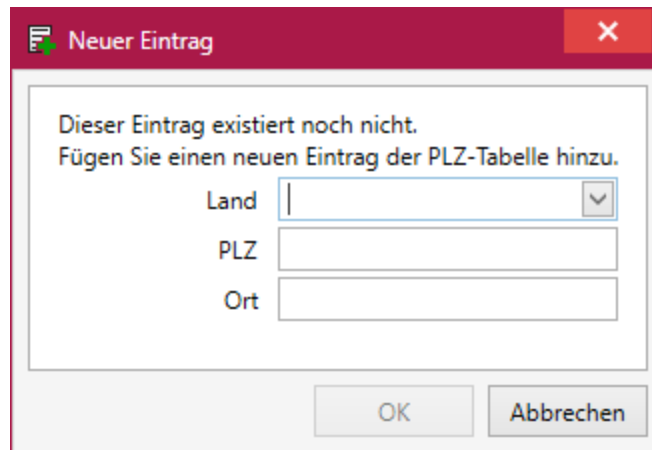 Neuer Eintrag
Dieser Eintrag existiert noch nicht.
Fügen Sie einen neuen Eintrag der PLZ-Tabelle hinzu.
Land
PLZ
Ort
OK
Abbrechen